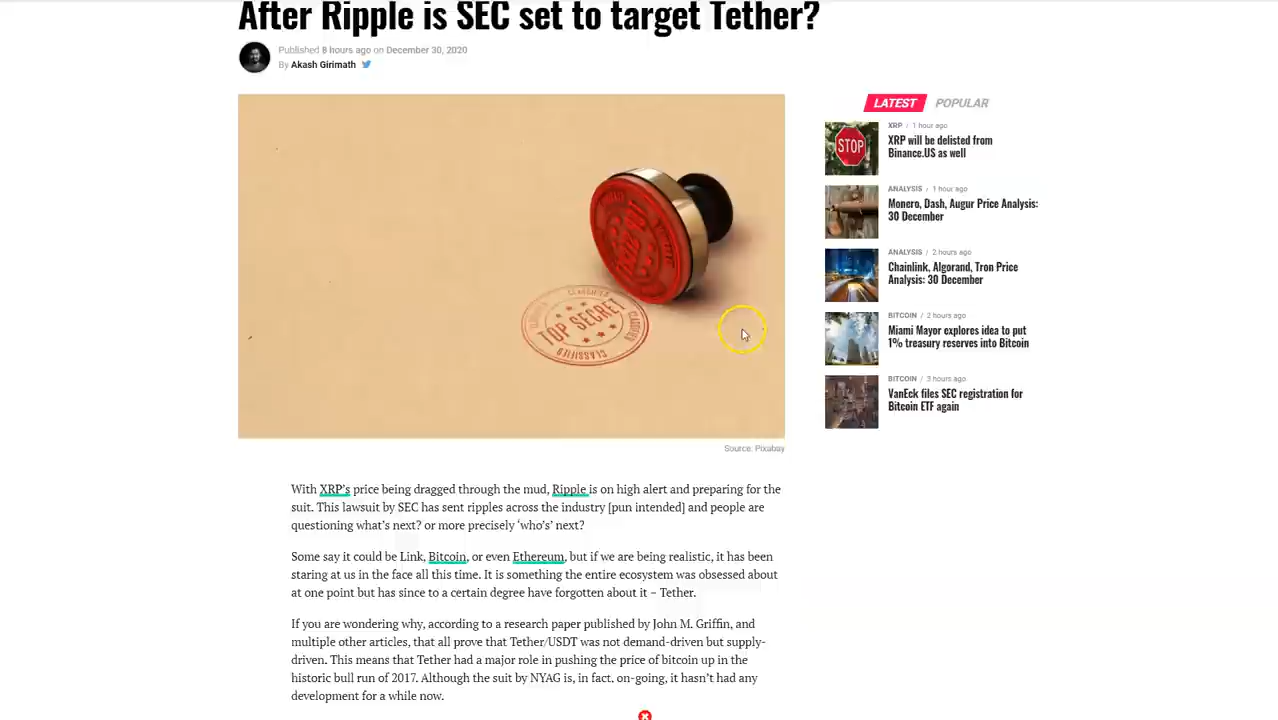 After Ripple is SEC set to target Tether?
Published 8 hours ago on December 30, 2020
By Akash Girimath
LATEST POPULAR
XRP / 1 hour ago
XRP will be delisted from
Binance.US as well
ANALYSIS / 1 hour ago
Monero, Dash, Augur Price Analysis:
30 December
ANALYSIS / 2 hours ago
Chainlink, Algorand, Tron Price
Analysis: 30 December
BITCOIN / 2 hours ago
Miami Mayor explores idea to put
1% treasury reserves into Bitcoin
BITCOIN / 3 hours ago
VanEck files SEC registration for
Bitcoin ETF again
STOP
CLASSIFIED
TOP SECRET
CLASSIFIED
Source: Pixabay
With XRP's price being dragged through the mud, Ripple is on high alert and preparing for the
suit. This lawsuit by SEC has sent ripples across the industry [pun intended] and people are
questioning what's next? or more precisely ‘who's’ next?
Some say it could be Link, Bitcoin, or even Ethereum, but if we are being realistic, it has been
staring at us in the face all this time. It is something the entire ecosystem was obsessed about
at one point but has since to a certain degree have forgotten about it – Tether.
If you are wondering why, according to a research paper published by John M. Griffin, and
multiple other articles, that all prove that Tether/USDT was not demand-driven but supply-
driven. This means that Tether had a major role in pushing the price of bitcoin up in the
historic bull run of 2017. Although the suit by NYAG is, in fact, on-going, it hasn't had any
development for a while now.